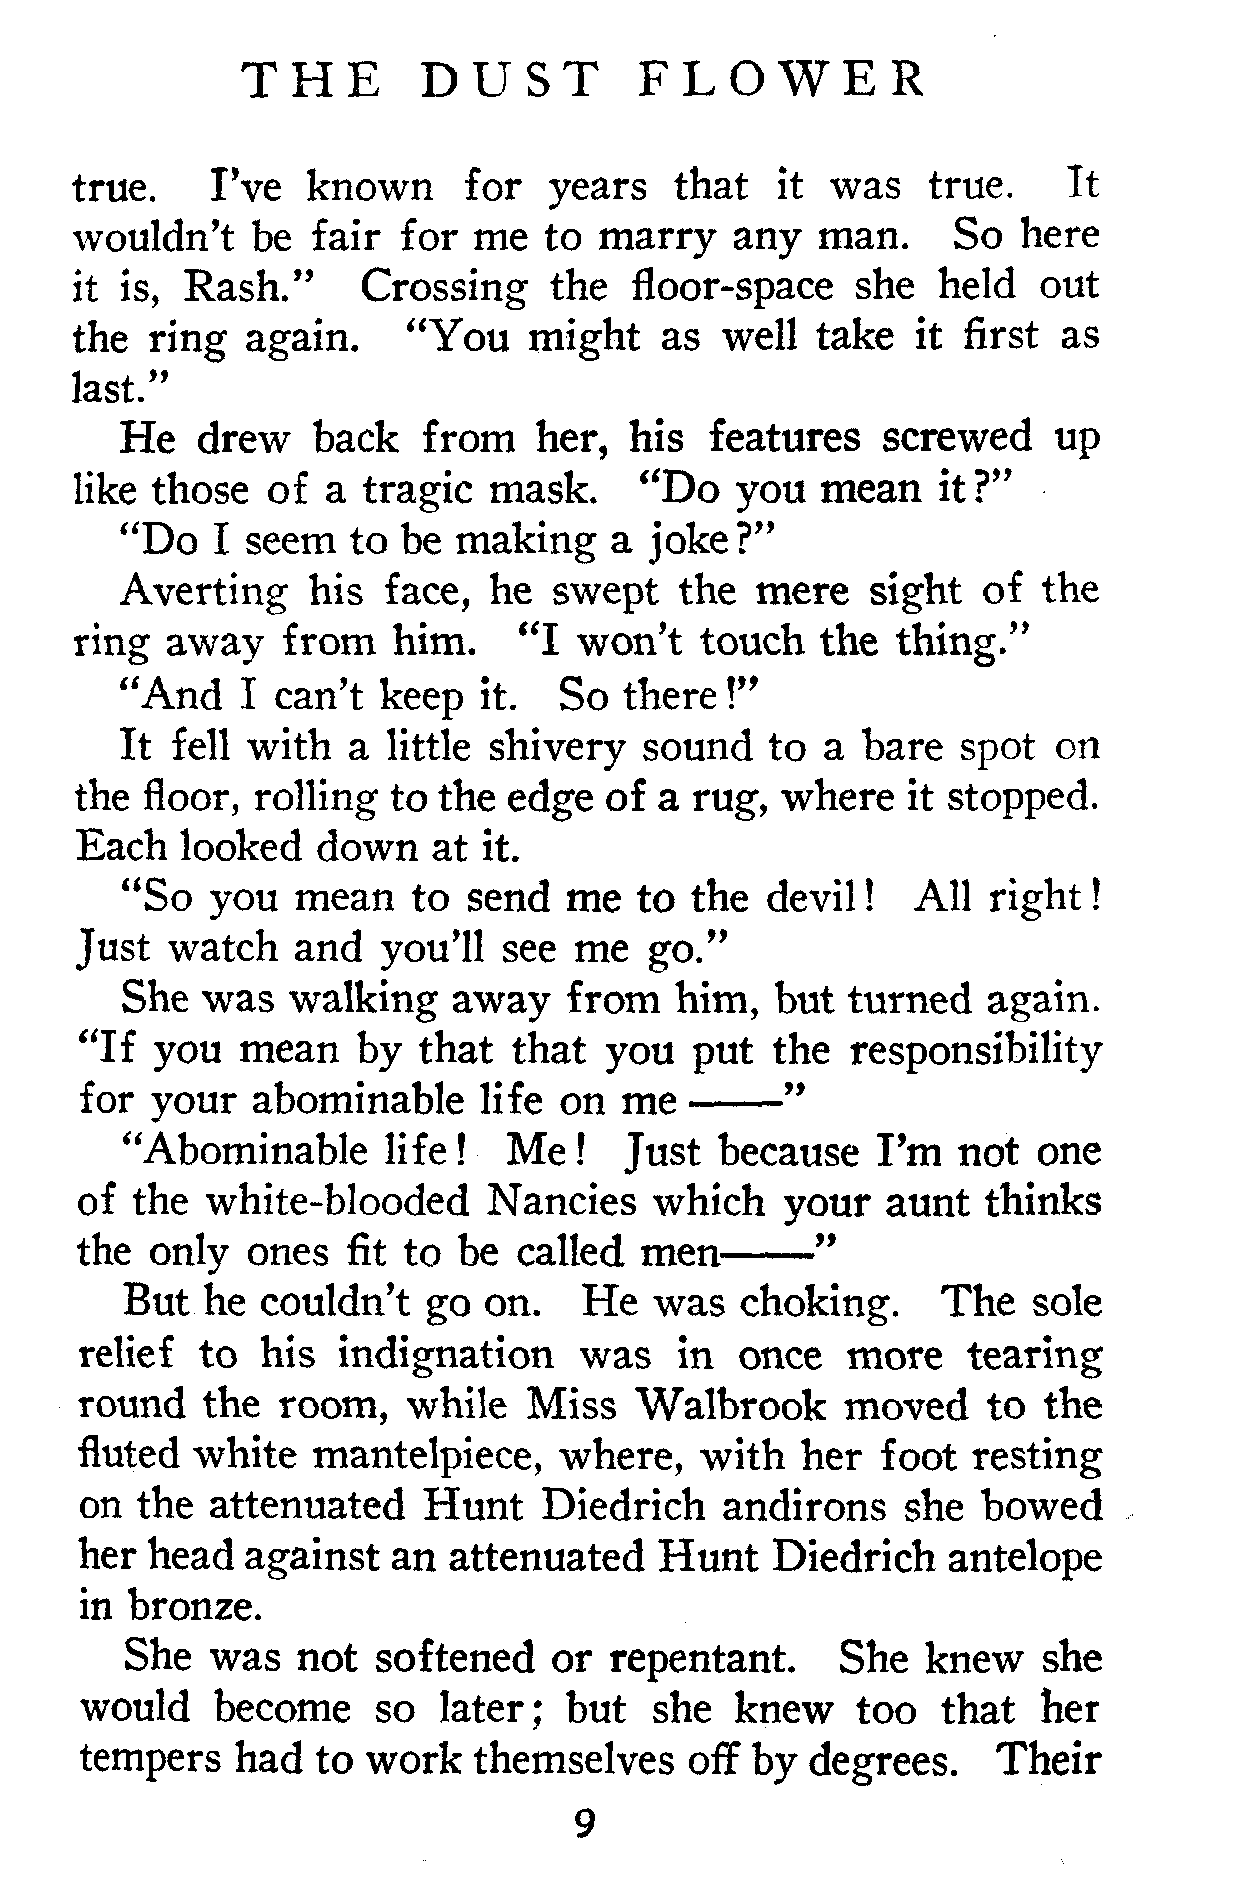 THE DUST FLOWER
true. I've known for years that it was true. It
wouldn't be fair for me to marry any man. So here
it is, Rash." Crossing the floor-space she held out
the ring again. "You might as well take it first as
last."
He drew back from her, his features screwed up
like those of a tragic mask. "Do you mean it?"
"Do I seem to be making a joke?"
Averting his face, he swept the mere sight of the
ring away from him. "I won't touch the thing."
"And I can't keep it. So there!"
It fell with a little shivery sound to a bare spot on
the floor, rolling to the edge of a rug, where it stopped.
Each looked down at it.
"So you mean to send me to the devil! All right!
Just watch and you'll see me go."
She was walking away from him, but turned again.
"If you mean by that that you put the responsibility
for your abominable life on me——"
"Abominable life! Me! Just because I'm not one
of the white-blooded Nancies which your aunt thinks
the only ones fit to be called men——"
But he couldn't go on. He was choking. The sole
relief to his indignation was in once more tearing
round the room, while Miss Walbrook moved to the
fluted white mantelpiece, where, with her foot resting
on the attenuated Hunt Diedrich andirons she bowed
her head against an attenuated Hunt Diedrich antelope
in bronze.
She was not softened or repentant. She knew she
would become so later; but she knew too that her
tempers had to work themselves off by degrees. Their
9